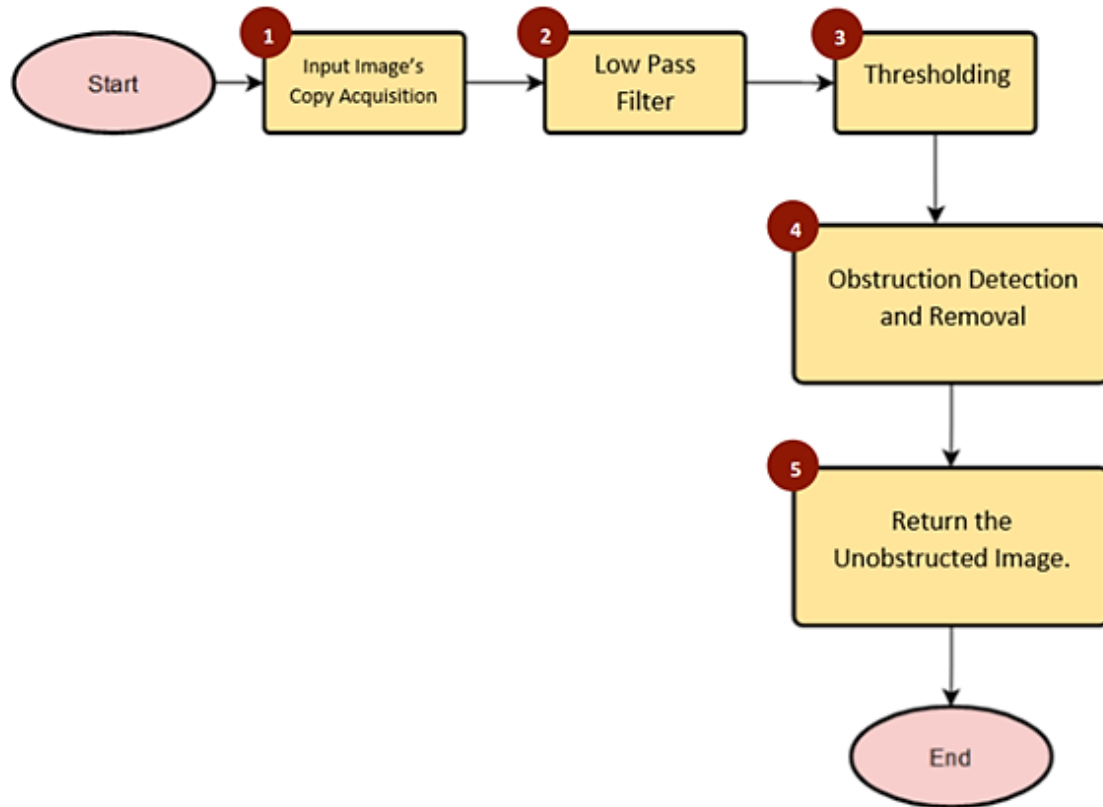 Start
1
Input Image's
Copy Acquisition
2
Low Pass
Filter
3
Thresholding
4
Obstruction Detection
and Removal
5
Return the
Unobstructed Image.
End